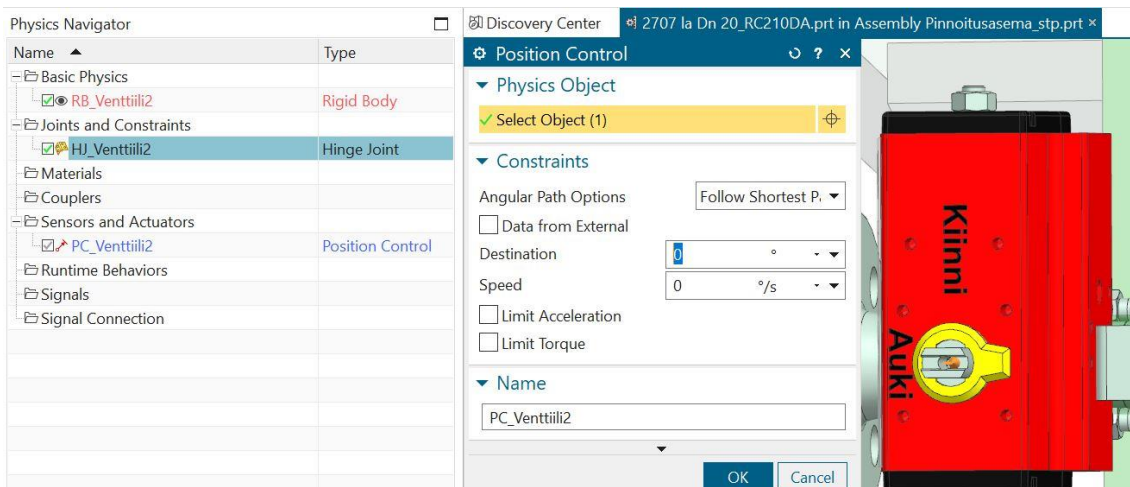 Physics Navigator
Name Type
Basic Physics
RB_Venttiili2 Rigid Body
Joints and Constraints
HJ_Venttiili2 Hinge Joint
Materials
Couplers
Sensors and Actuators
PC_Venttiili2 Position Control
Runtime Behaviors
Signals
Signal Connection
Discovery Center
2707 la Dn 20_RC210DA.prt in Assembly Pinnoitusasema_stp.prt ×
Position Control ? ×
Physics Object
Select Object (1)
Constraints
Angular Path Options Follow Shortest P
Data from External
Destination 0 °
Speed 0 °/s
Limit Acceleration
Limit Torque
Name
PC_Venttiili2
OK Cancel
Kiinni
Auki